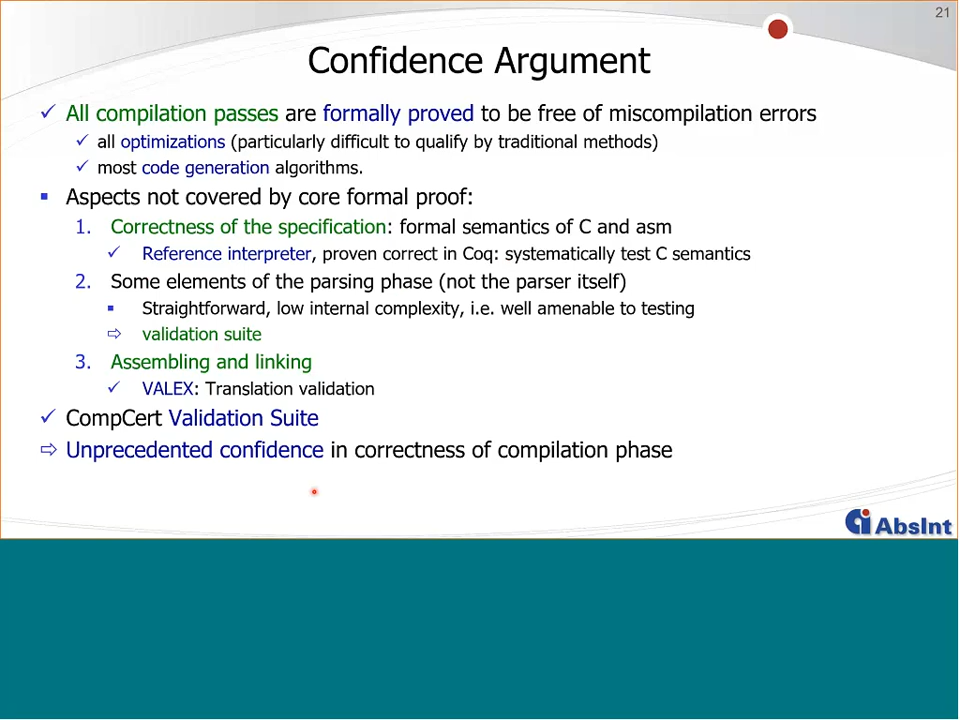 21
Confidence Argument
✓ All compilation passes are formally proved to be free of miscompilation errors
✓ all optimizations (particularly difficult to qualify by traditional methods)
✓ most code generation algorithms.
▪ Aspects not covered by core formal proof:
1. Correctness of the specification: formal semantics of C and asm
✓ Reference interpreter, proven correct in Coq: systematically test C semantics
2. Some elements of the parsing phase (not the parser itself)
▪ Straightforward, low internal complexity, i.e. well amenable to testing
⇨ validation suite
3. Assembling and linking
✓ VALEX: Translation validation
✓ CompCert Validation Suite
⇨ Unprecedented confidence in correctness of compilation phase
AbsInt